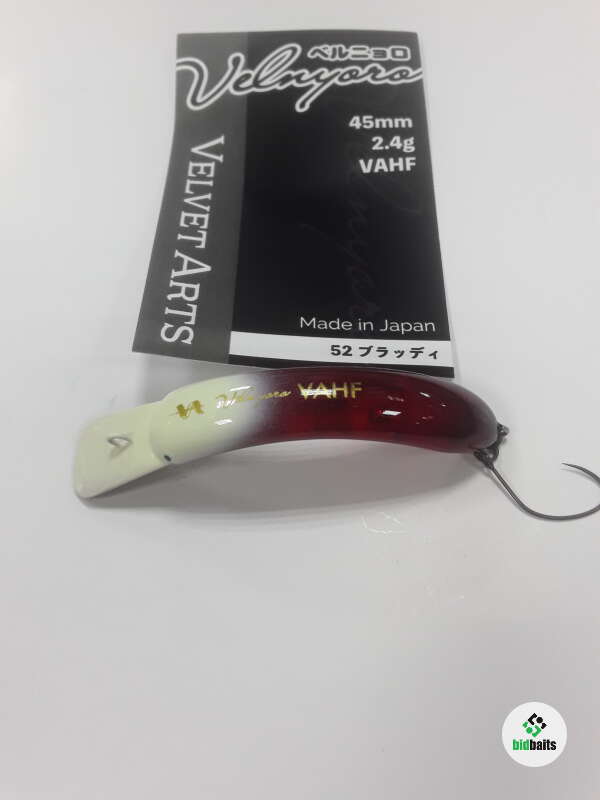 ベルニョロ
Velnyoro
45mm
2.4g
VAHF
VELVET ARTS
Made in Japan
52 ブラッディ
Velnyoro VAHF
bidbaits